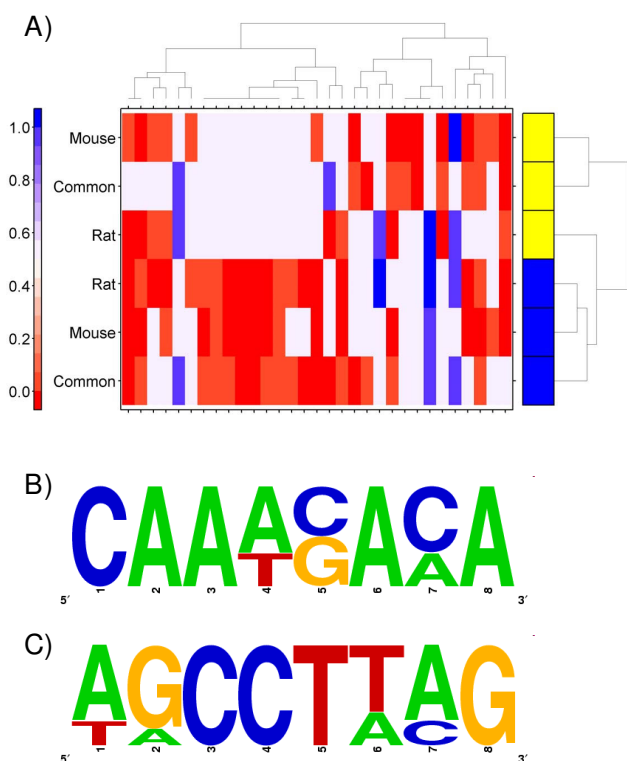 A)
1.0
0.8
0.6
0.4
0.2
0.0
Mouse
Common
Rat
Rat
Mouse
Common
B)
CAAACACA
TGA
5′ 1 2 3 4 5 6 7 8 3′
C)
AGCCTTAG
TAAC
5′ 1 2 3 4 5 6 7 8 3′